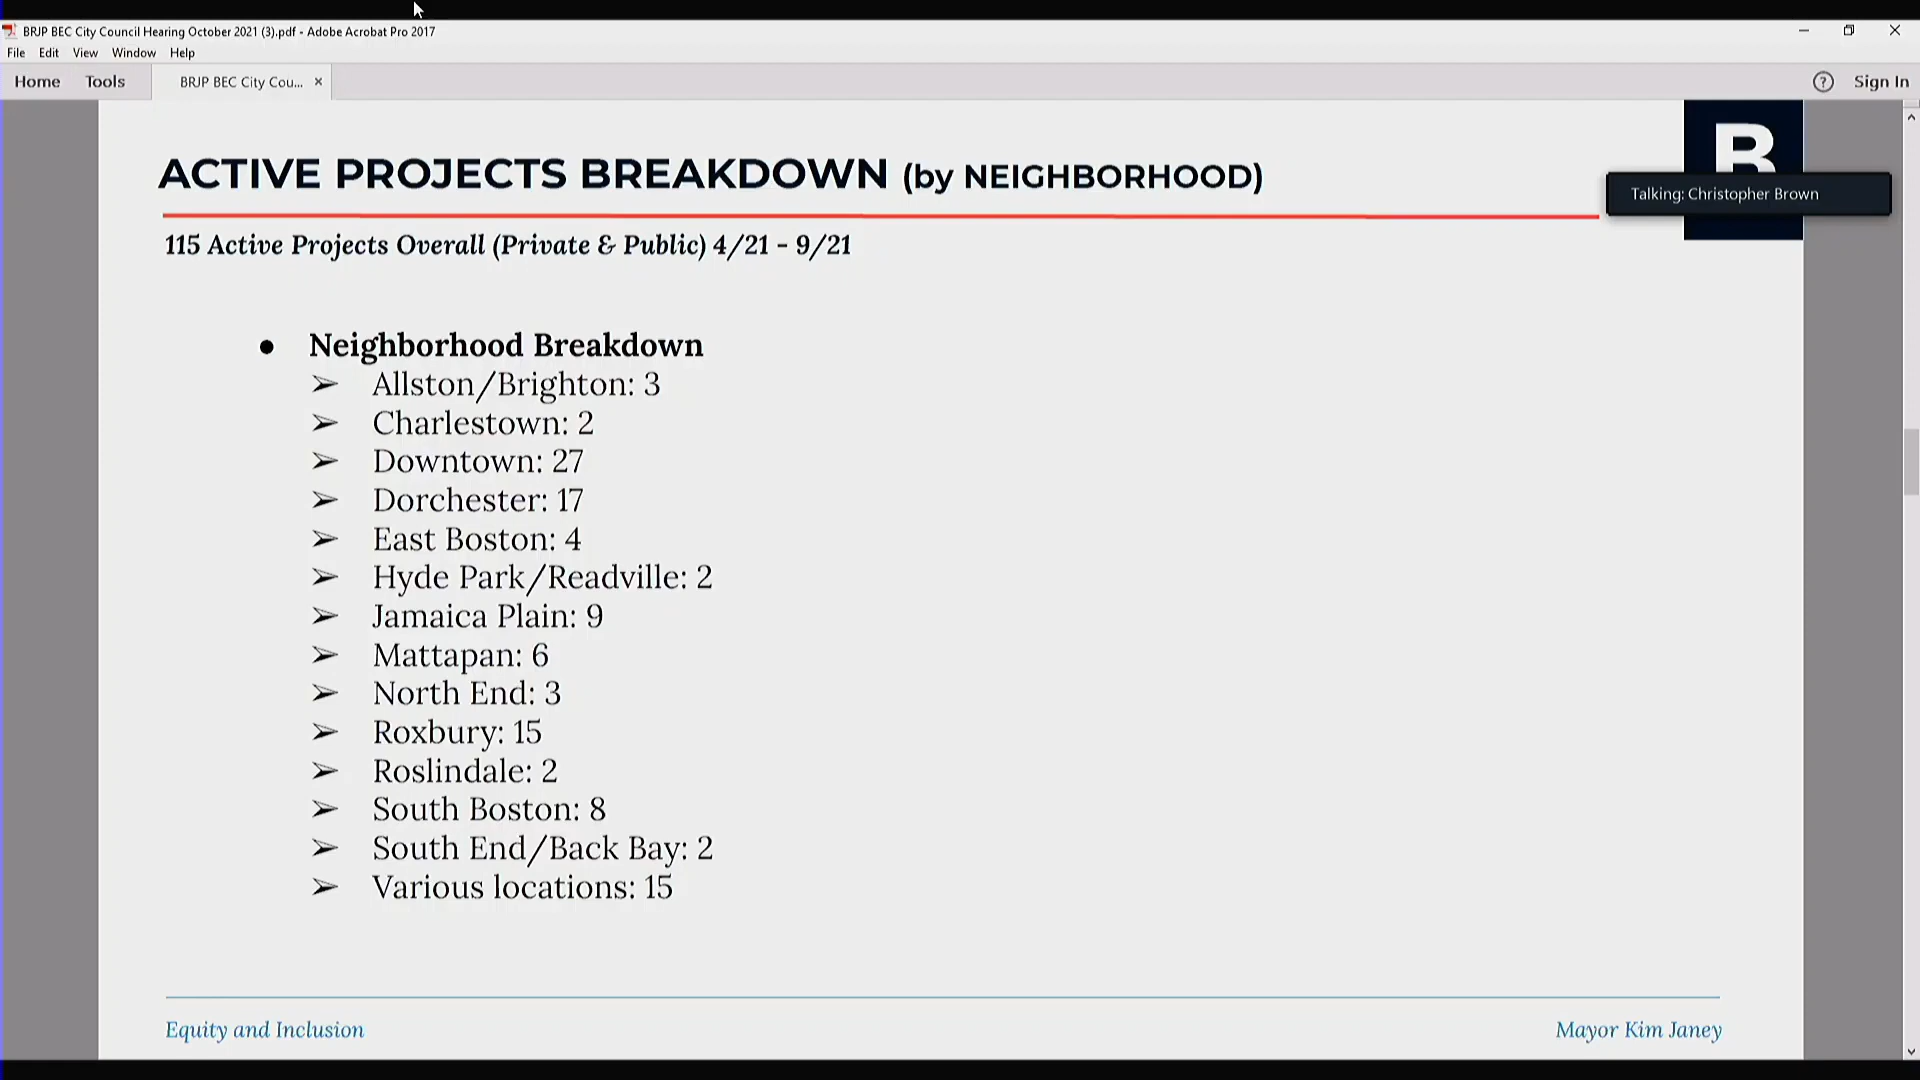 BRJP BEC City Council Hearing October 2021 (3).pdf - Adobe Acrobat Pro 2017
File Edit View Window Help
Home Tools BRJP BEC City Cou... × ? Sign In
B
ACTIVE PROJECTS BREAKDOWN (by NEIGHBORHOOD)
Talking: Christopher Brown
115 Active Projects Overall (Private & Public) 4/21 - 9/21
● Neighborhood Breakdown
➢ Allston/Brighton: 3
➢ Charlestown: 2
➢ Downtown: 27
➢ Dorchester: 17
➢ East Boston: 4
➢ Hyde Park/Readville: 2
➢ Jamaica Plain: 9
➢ Mattapan: 6
➢ North End: 3
➢ Roxbury: 15
➢ Roslindale: 2
➢ South Boston: 8
➢ South End/Back Bay: 2
➢ Various locations: 15
Equity and Inclusion Mayor Kim Janey